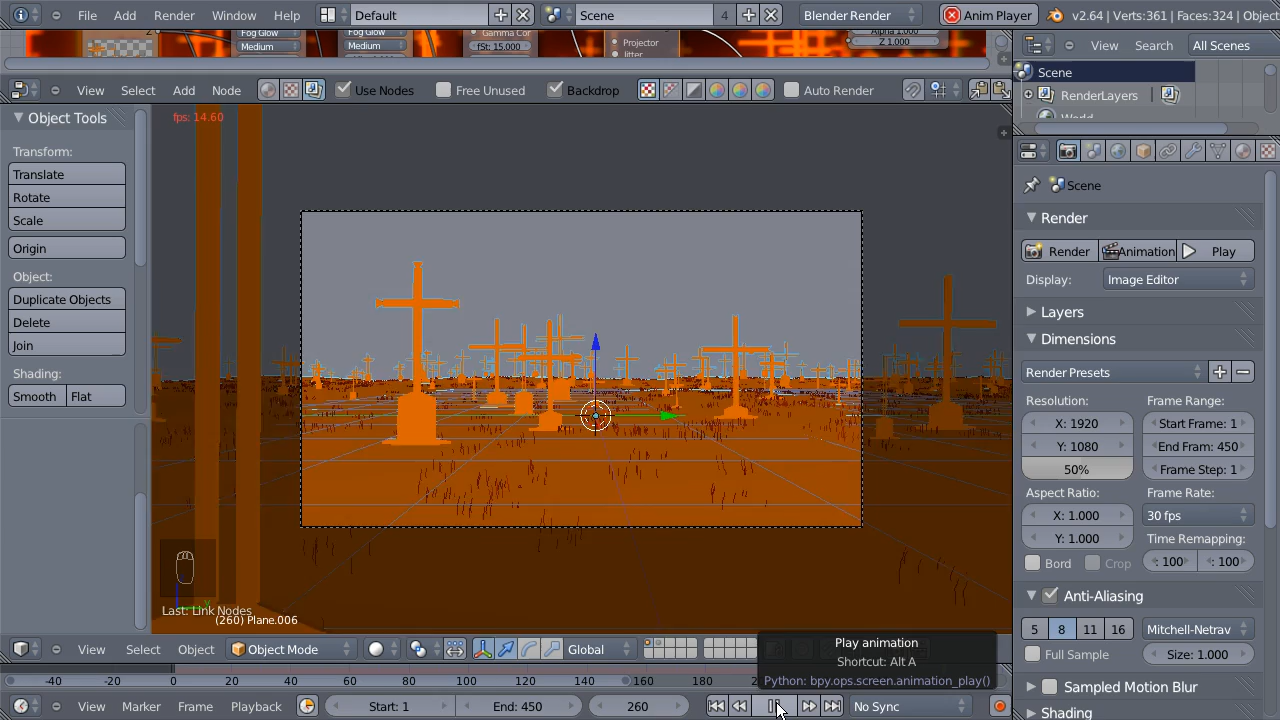 File Add Render Window Help Default Scene 4 Blender Render Anim Player v2.64 | Verts:361 | Faces:324 | Object
Fog Glow Fog Glow Gamma Cor Projector
Medium Medium fSt: 15.000 Z 1.000
View Search All Scenes
Scene
RenderLayers
View Select Add Node Use Nodes Free Unused Backdrop Auto Render
Object Tools
fps: 14.60
Transform:
Translate
Rotate
Scale
Origin
Object:
Duplicate Objects
Delete
Join
Shading:
Smooth Flat
Last: Link Nodes
(260) Plane.006
Scene
Render
Render Animation Play
Display: Image Editor
Layers
Dimensions
Render Presets
Resolution: Frame Range:
X: 1920 Start Frame: 1
Y: 1080 End Fram: 450
50% Frame Step: 1
Aspect Ratio: Frame Rate:
X: 1.000 30 fps
Y: 1.000 Time Remapping:
Bord Crop : 100 : 100
Anti-Aliasing
5 8 11 16 Mitchell-Netrav
Full Sample Size: 1.000
Sampled Motion Blur
Shading
View Select Object Object Mode Global
Play animation
Shortcut: Alt A
Python: bpy.ops.screen.animation_play()
-40 -20 0 20 40 60 80 100 120 140 160 180
View Marker Frame Playback Start: 1 End: 450 260 No Sync